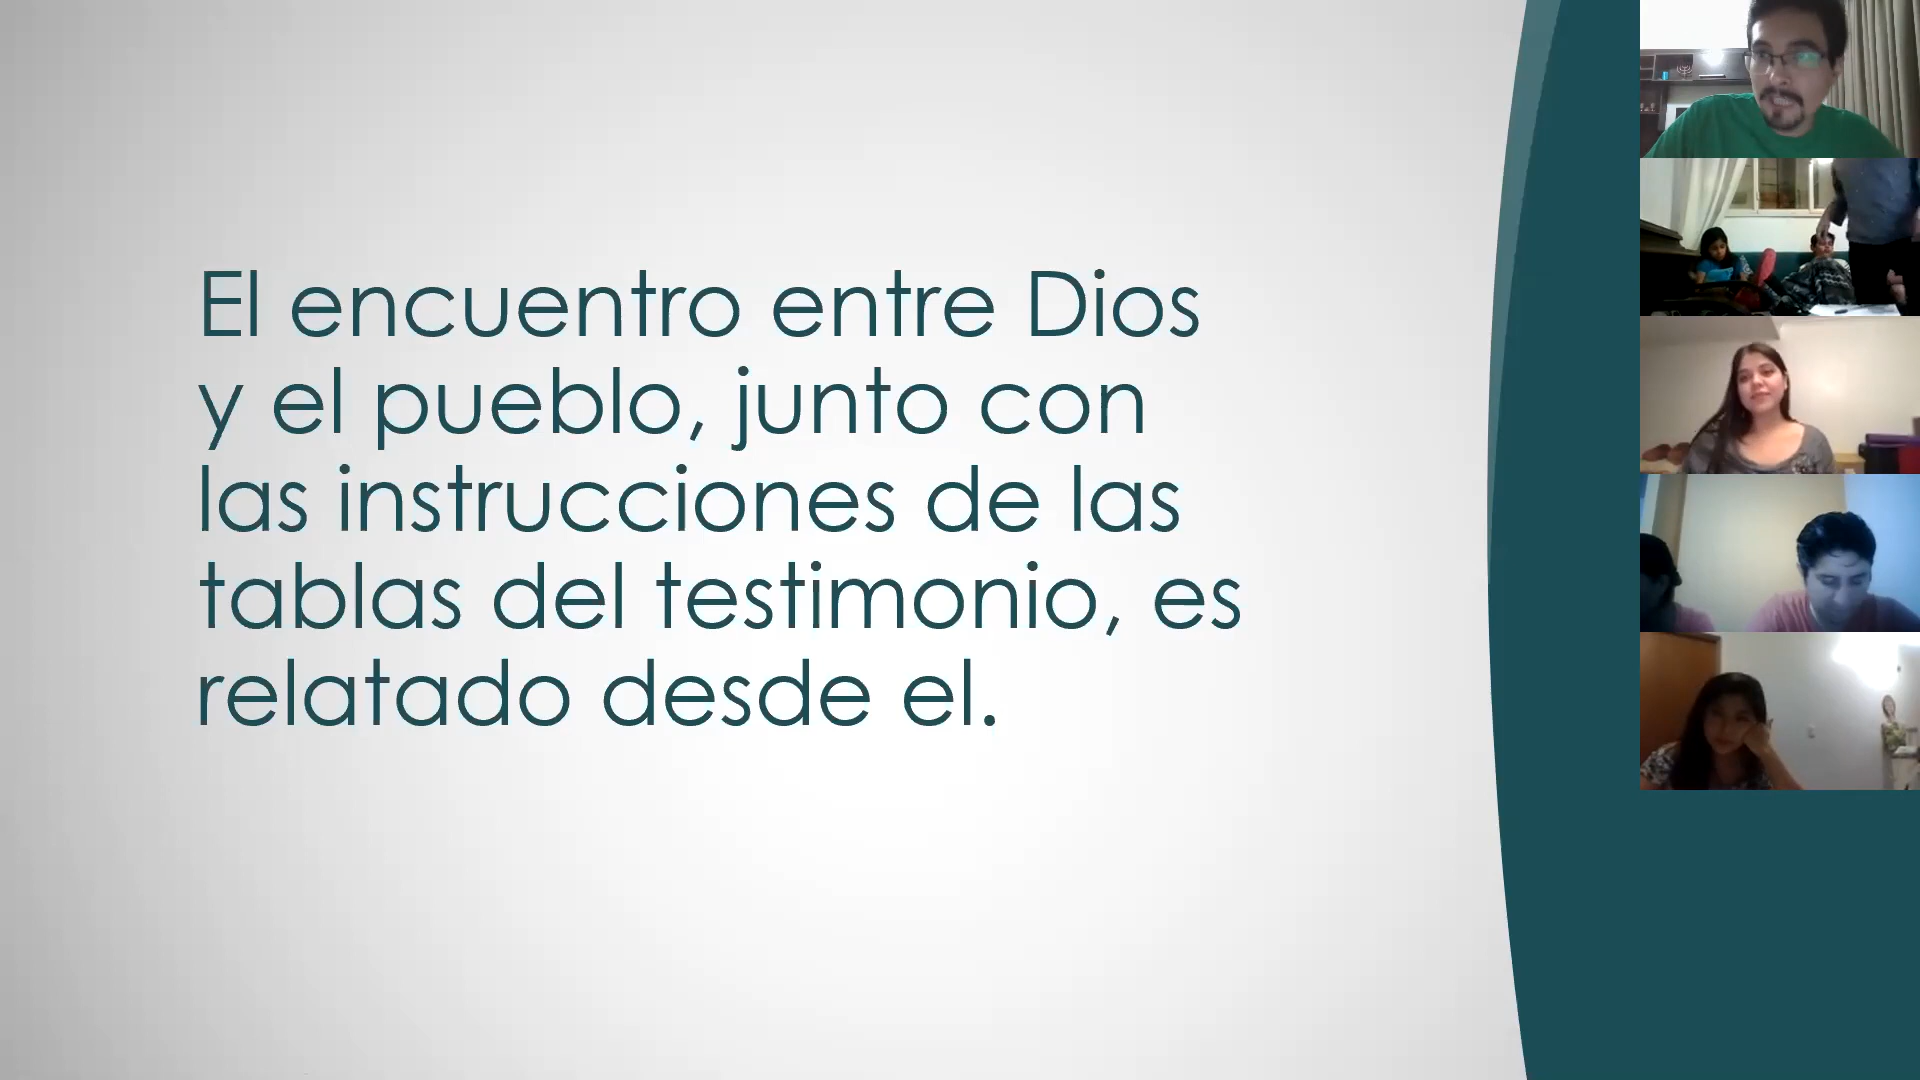 El encuentro entre Dios
y el pueblo, junto con
las instrucciones de las
tablas del testimonio, es
relatado desde el.